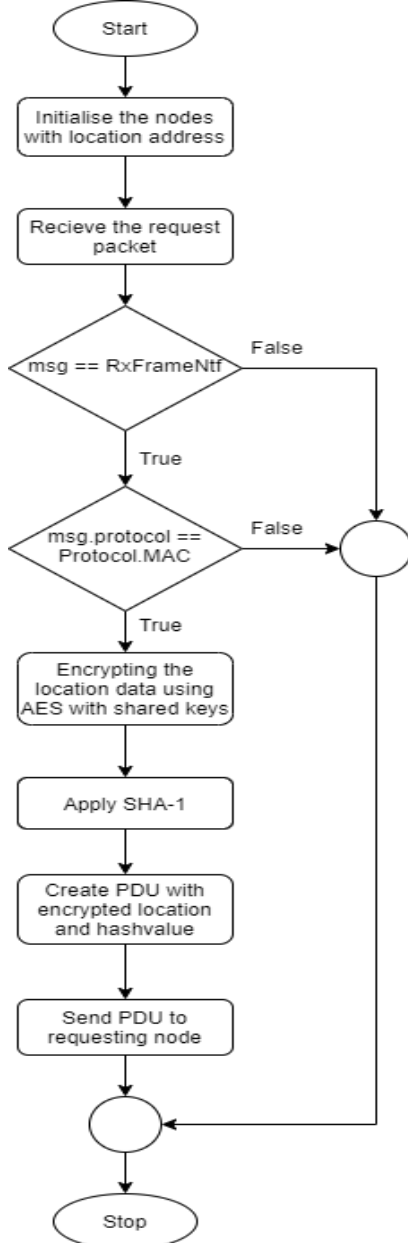 Start
Initialise the nodes
with location address
Recieve the request
packet
msg == RxFrameNtf
False
True
msg.protocol ==
Protocol.MAC
False
True
Encrypting the
location data using
AES with shared keys
Apply SHA-1
Create PDU with
encrypted location
and hashvalue
Send PDU to
requesting node
Stop